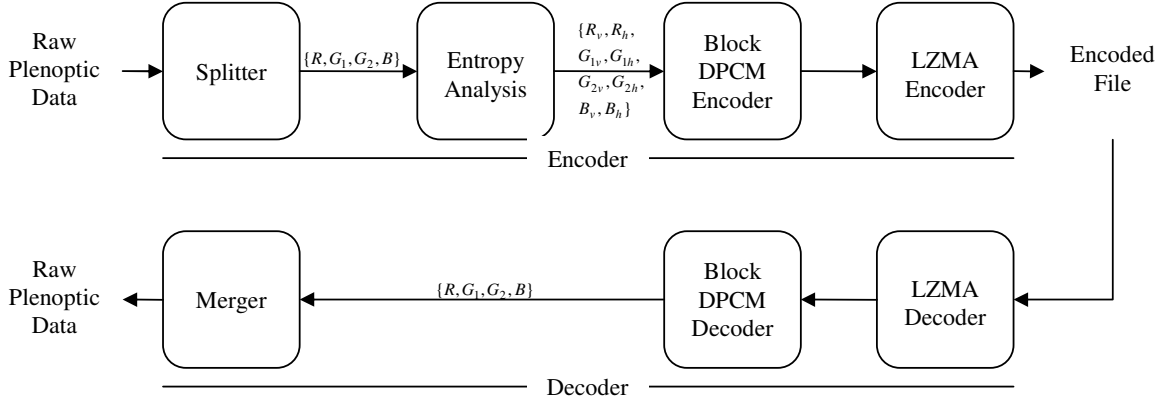 Raw
Plenoptic
Data
Splitter
{R,G₁,G₂,B}
Entropy
Analysis
{Rᵥ,Rₕ,
G₁ᵥ,G₁ₕ,
G₂ᵥ,G₂ₕ,
Bᵥ,Bₕ}
Block
DPCM
Encoder
LZMA
Encoder
Encoded
File
Encoder
Raw
Plenoptic
Data
Merger
{R,G₁,G₂,B}
Block
DPCM
Decoder
LZMA
Decoder
Decoder